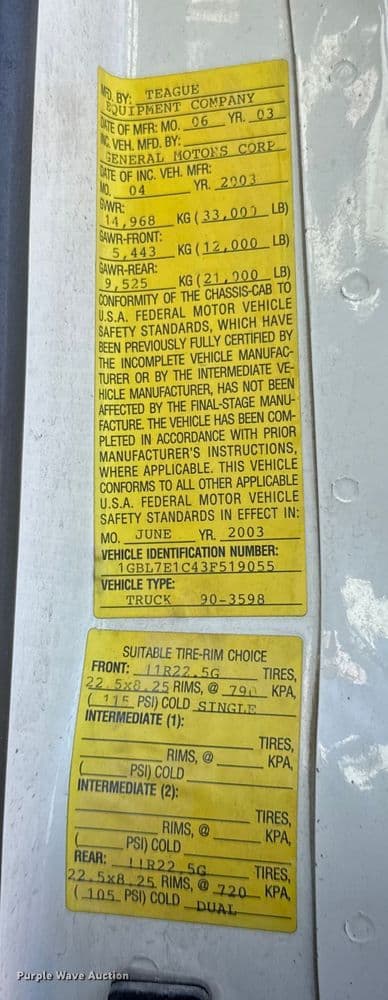 MFD. BY: TEAGUE
EQUIPMENT COMPANY
DATE OF MFR: MO. 06 YR. 03
INC. VEH. MFD. BY:
GENERAL MOTORS CORP
DATE OF INC. VEH. MFR:
MO. 04 YR. 2003
GVWR:
14,968 KG (33,000 LB)
GAWR-FRONT:
5,443 KG (12,000 LB)
GAWR-REAR:
9,525 KG (21,000 LB)
CONFORMITY OF THE CHASSIS-CAB TO
U.S.A. FEDERAL MOTOR VEHICLE
SAFETY STANDARDS, WHICH HAVE
BEEN PREVIOUSLY FULLY CERTIFIED BY
THE INCOMPLETE VEHICLE MANUFAC-
TURER OR BY THE INTERMEDIATE VE-
HICLE MANUFACTURER, HAS NOT BEEN
AFFECTED BY THE FINAL-STAGE MANU-
FACTURE. THE VEHICLE HAS BEEN COM-
PLETED IN ACCORDANCE WITH PRIOR
MANUFACTURER'S INSTRUCTIONS,
WHERE APPLICABLE. THIS VEHICLE
CONFORMS TO ALL OTHER APPLICABLE
U.S.A. FEDERAL MOTOR VEHICLE
SAFETY STANDARDS IN EFFECT IN:
MO. JUNE YR. 2003
VEHICLE IDENTIFICATION NUMBER:
1GBL7E1C43F519055
VEHICLE TYPE:
TRUCK 90-3598
SUITABLE TIRE-RIM CHOICE
FRONT: 11R22.5G TIRES,
22.5x8.25 RIMS, @ 790 KPA,
(115 PSI) COLD SINGLE
INTERMEDIATE (1):
TIRES,
RIMS, @ KPA,
( PSI) COLD
INTERMEDIATE (2):
TIRES,
RIMS, @ KPA,
( PSI) COLD
REAR: 11R22.5G TIRES,
22.5x8.25 RIMS, @ 720 KPA,
(105 PSI) COLD DUAL
Purple Wave Auction